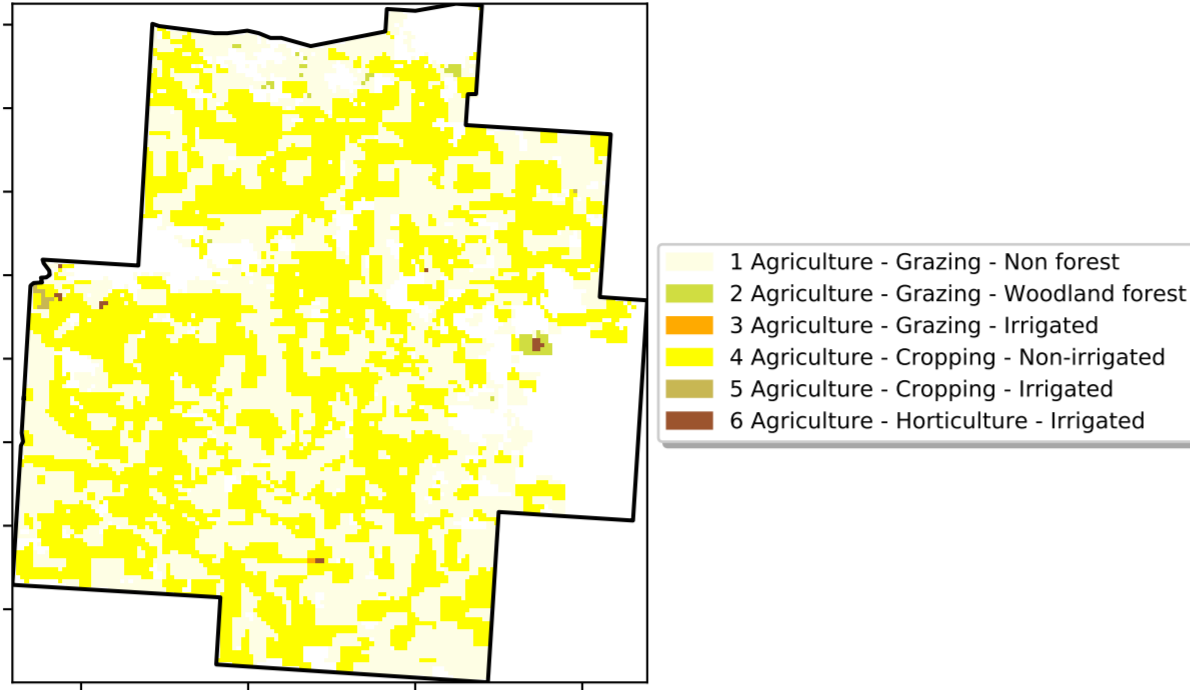 1 Agriculture - Grazing - Non forest
2 Agriculture - Grazing - Woodland forest
3 Agriculture - Grazing - Irrigated
4 Agriculture - Cropping - Non-irrigated
5 Agriculture - Cropping - Irrigated
6 Agriculture - Horticulture - Irrigated